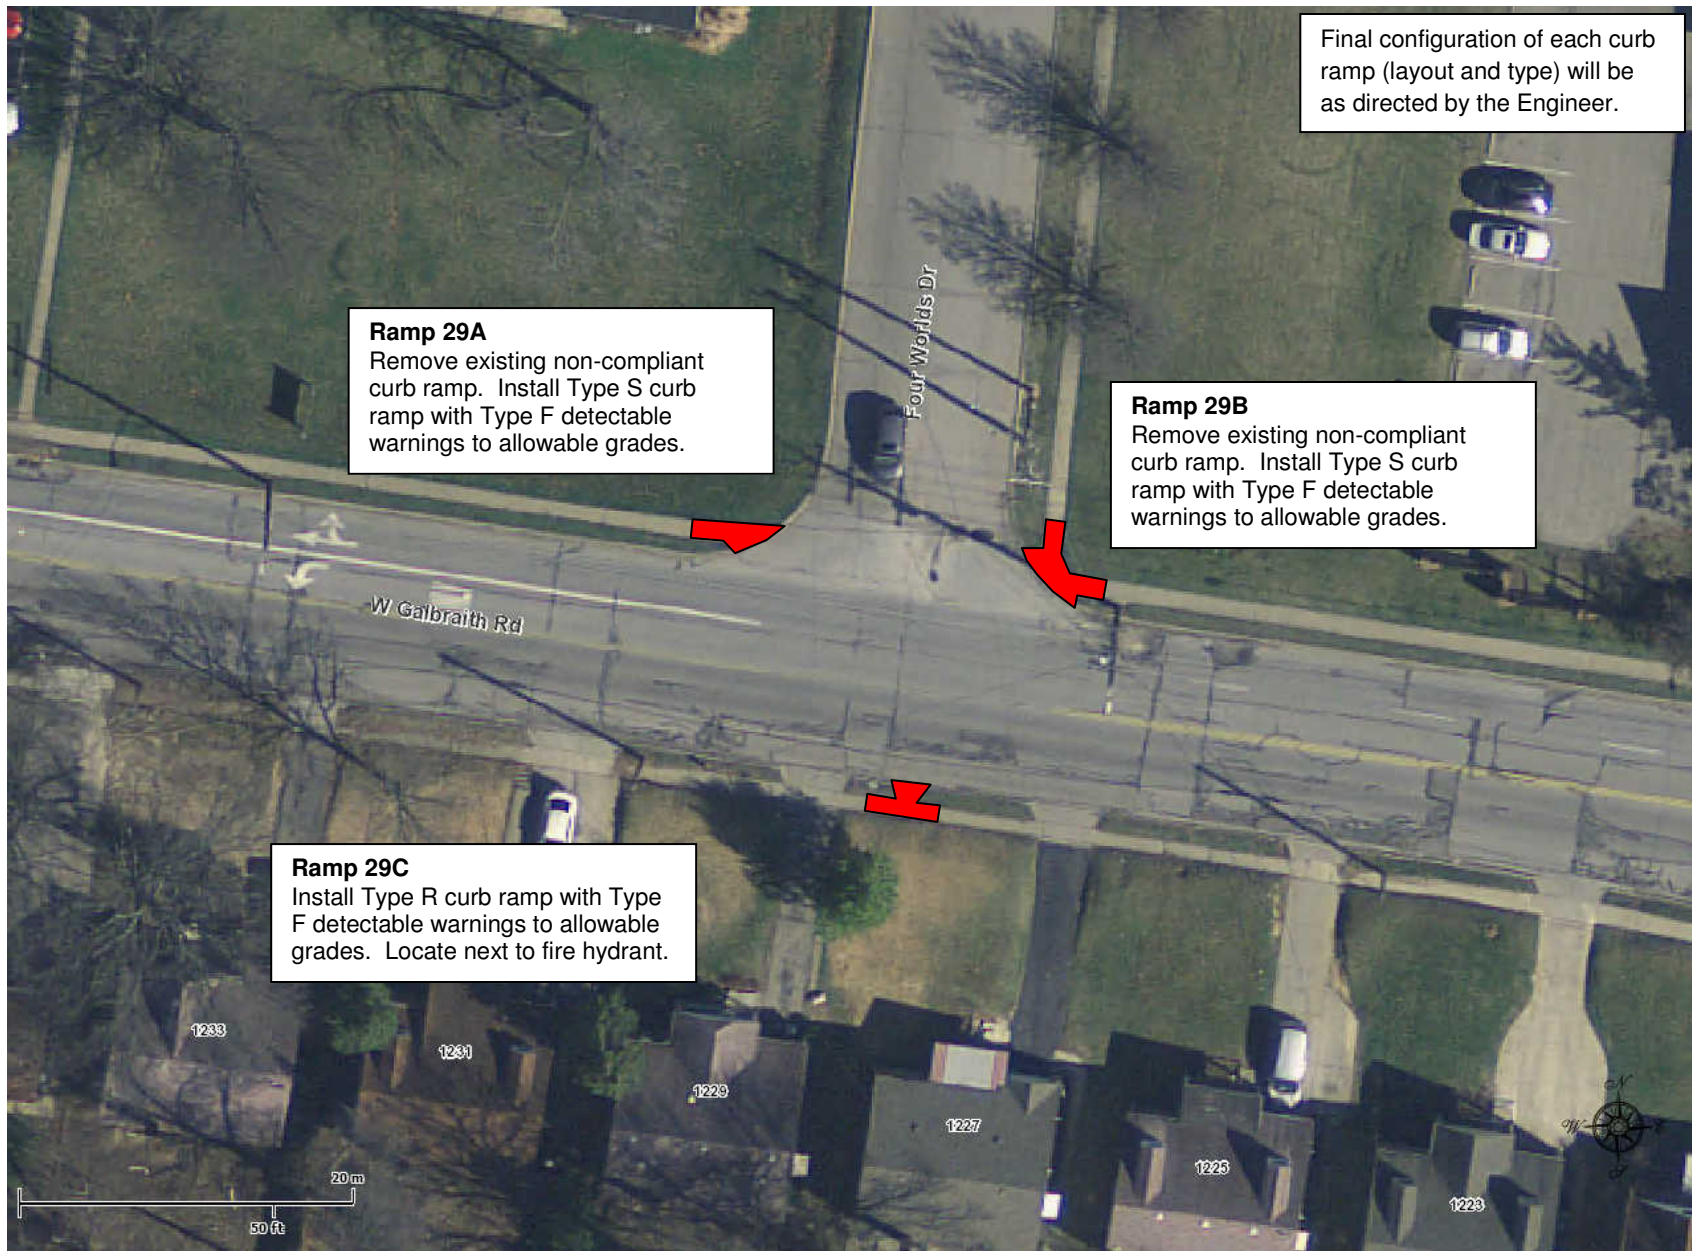 Final configuration of each curb
ramp (layout and type) will be
as directed by the Engineer.
Ramp 29A
Remove existing non-compliant
curb ramp. Install Type S curb
ramp with Type F detectable
warnings to allowable grades.
Four Worlds Dr
Ramp 29B
Remove existing non-compliant
curb ramp. Install Type S curb
ramp with Type F detectable
warnings to allowable grades.
W Galbraith Rd
Ramp 29C
Install Type R curb ramp with Type
F detectable warnings to allowable
grades. Locate next to fire hydrant.
1233
1231
1229
1227
1225
1223
N
W
E
S
20 m
50 ft